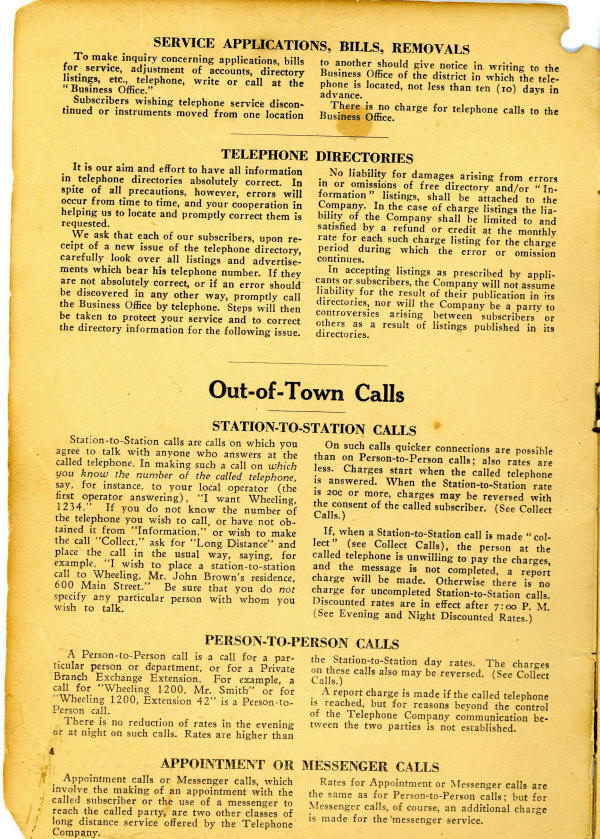 SERVICE APPLICATIONS, BILLS, REMOVALS
To make inquiry concerning applications, bills
for service, adjustment of accounts, directory
listings, etc., telephone, write or call at the
"Business Office."
Subscribers wishing telephone service discon-
tinued or instruments moved from one location
to another should give notice in writing to the
Business Office of the district in which the tele-
phone is located, not less than ten (10) days in
advance.
There is no charge for telephone calls to the
Business Office.
TELEPHONE DIRECTORIES
It is our aim and effort to have all information
in telephone directories absolutely correct. In
spite of all precautions, however, errors will
occur from time to time, and your cooperation in
helping us to locate and promptly correct them is
requested.
We ask that each of our subscribers, upon re-
ceipt of a new issue of the telephone directory,
carefully look over all listings and advertise-
ments which bear his telephone number. If they
are not absolutely correct, or if an error should
be discovered in any other way, promptly call
the Business Office by telephone. Steps will then
be taken to protect your service and to correct
the directory information for the following issue.
No liability for damages arising from errors
in or omissions of free directory and/or "In-
formation" listings, shall be attached to the
Company. In the case of charge listings the lia-
bility of the Company shall be limited to and
satisfied by a refund or credit at the monthly
rate for each such charge listing for the charge
period during which the error or omission
continues.
In accepting listings as prescribed by appli-
cants or subscribers, the Company will not assume
liability for the result of their publication in its
directories, nor will the Company be a party to
controversies arising between subscribers or
others as a result of listings published in its
directories.
Out-of-Town Calls
STATION-TO-STATION CALLS
Station-to-Station calls are calls on which you
agree to talk with anyone who answers at the
called telephone. In making such a call on which
you know the number of the called telephone,
say, for instance, to your local operator (the
first operator answering), "I want Wheeling,
1234." If you do not know the number of
the telephone you wish to call, or have not ob-
tained it from "Information," or wish to make
the call "Collect," ask for "Long Distance" and
place the call in the usual way, saying, for
example, "I wish to place a station-to-station
call to Wheeling, Mr. John Brown's residence,
600 Main Street." Be sure that you do not
specify any particular person with whom you
wish to talk.
On such calls quicker connections are possible
than on Person-to-Person calls; also rates are
less. Charges start when the called telephone
is answered. When the Station-to-Station rate
is 20c or more, charges may be reversed with
the consent of the called subscriber. (See Collect
Calls.)
If, when a Station-to-Station call is made "col-
lect" (see Collect Calls), the person at the
called telephone is unwilling to pay the charges,
and the message is not completed, a report
charge will be made. Otherwise there is no
charge for uncompleted Station-to-Station calls.
Discounted rates are in effect after 7:00 P. M.
(See Evening and Night Discounted Rates.)
PERSON-TO-PERSON CALLS
A Person-to-Person call is a call for a par-
ticular person or department, or for a Private
Branch Exchange Extension. For example, a
call for "Wheeling 1200, Mr. Smith" or for
"Wheeling 1200, Extension 42" is a Person-to-
Person call.
There is no reduction of rates in the evening
or at night on such calls. Rates are higher than
the Station-to-Station day rates. The charges
on these calls also may be reversed. (See Collect
Calls.)
A report charge is made if the called telephone
is reached, but for reasons beyond the control
of the Telephone Company communication be-
tween the two parties is not established.
4
APPOINTMENT OR MESSENGER CALLS
Appointment calls or Messenger calls, which
involve the making of an appointment with the
called subscriber or the use of a messenger to
reach the called party, are two other classes of
long distance service offered by the Telephone
Company.
Rates for Appointment or Messenger calls are
the same as for Person-to-Person calls; but for
Messenger calls, of course, an additional charge
is made for the messenger service.